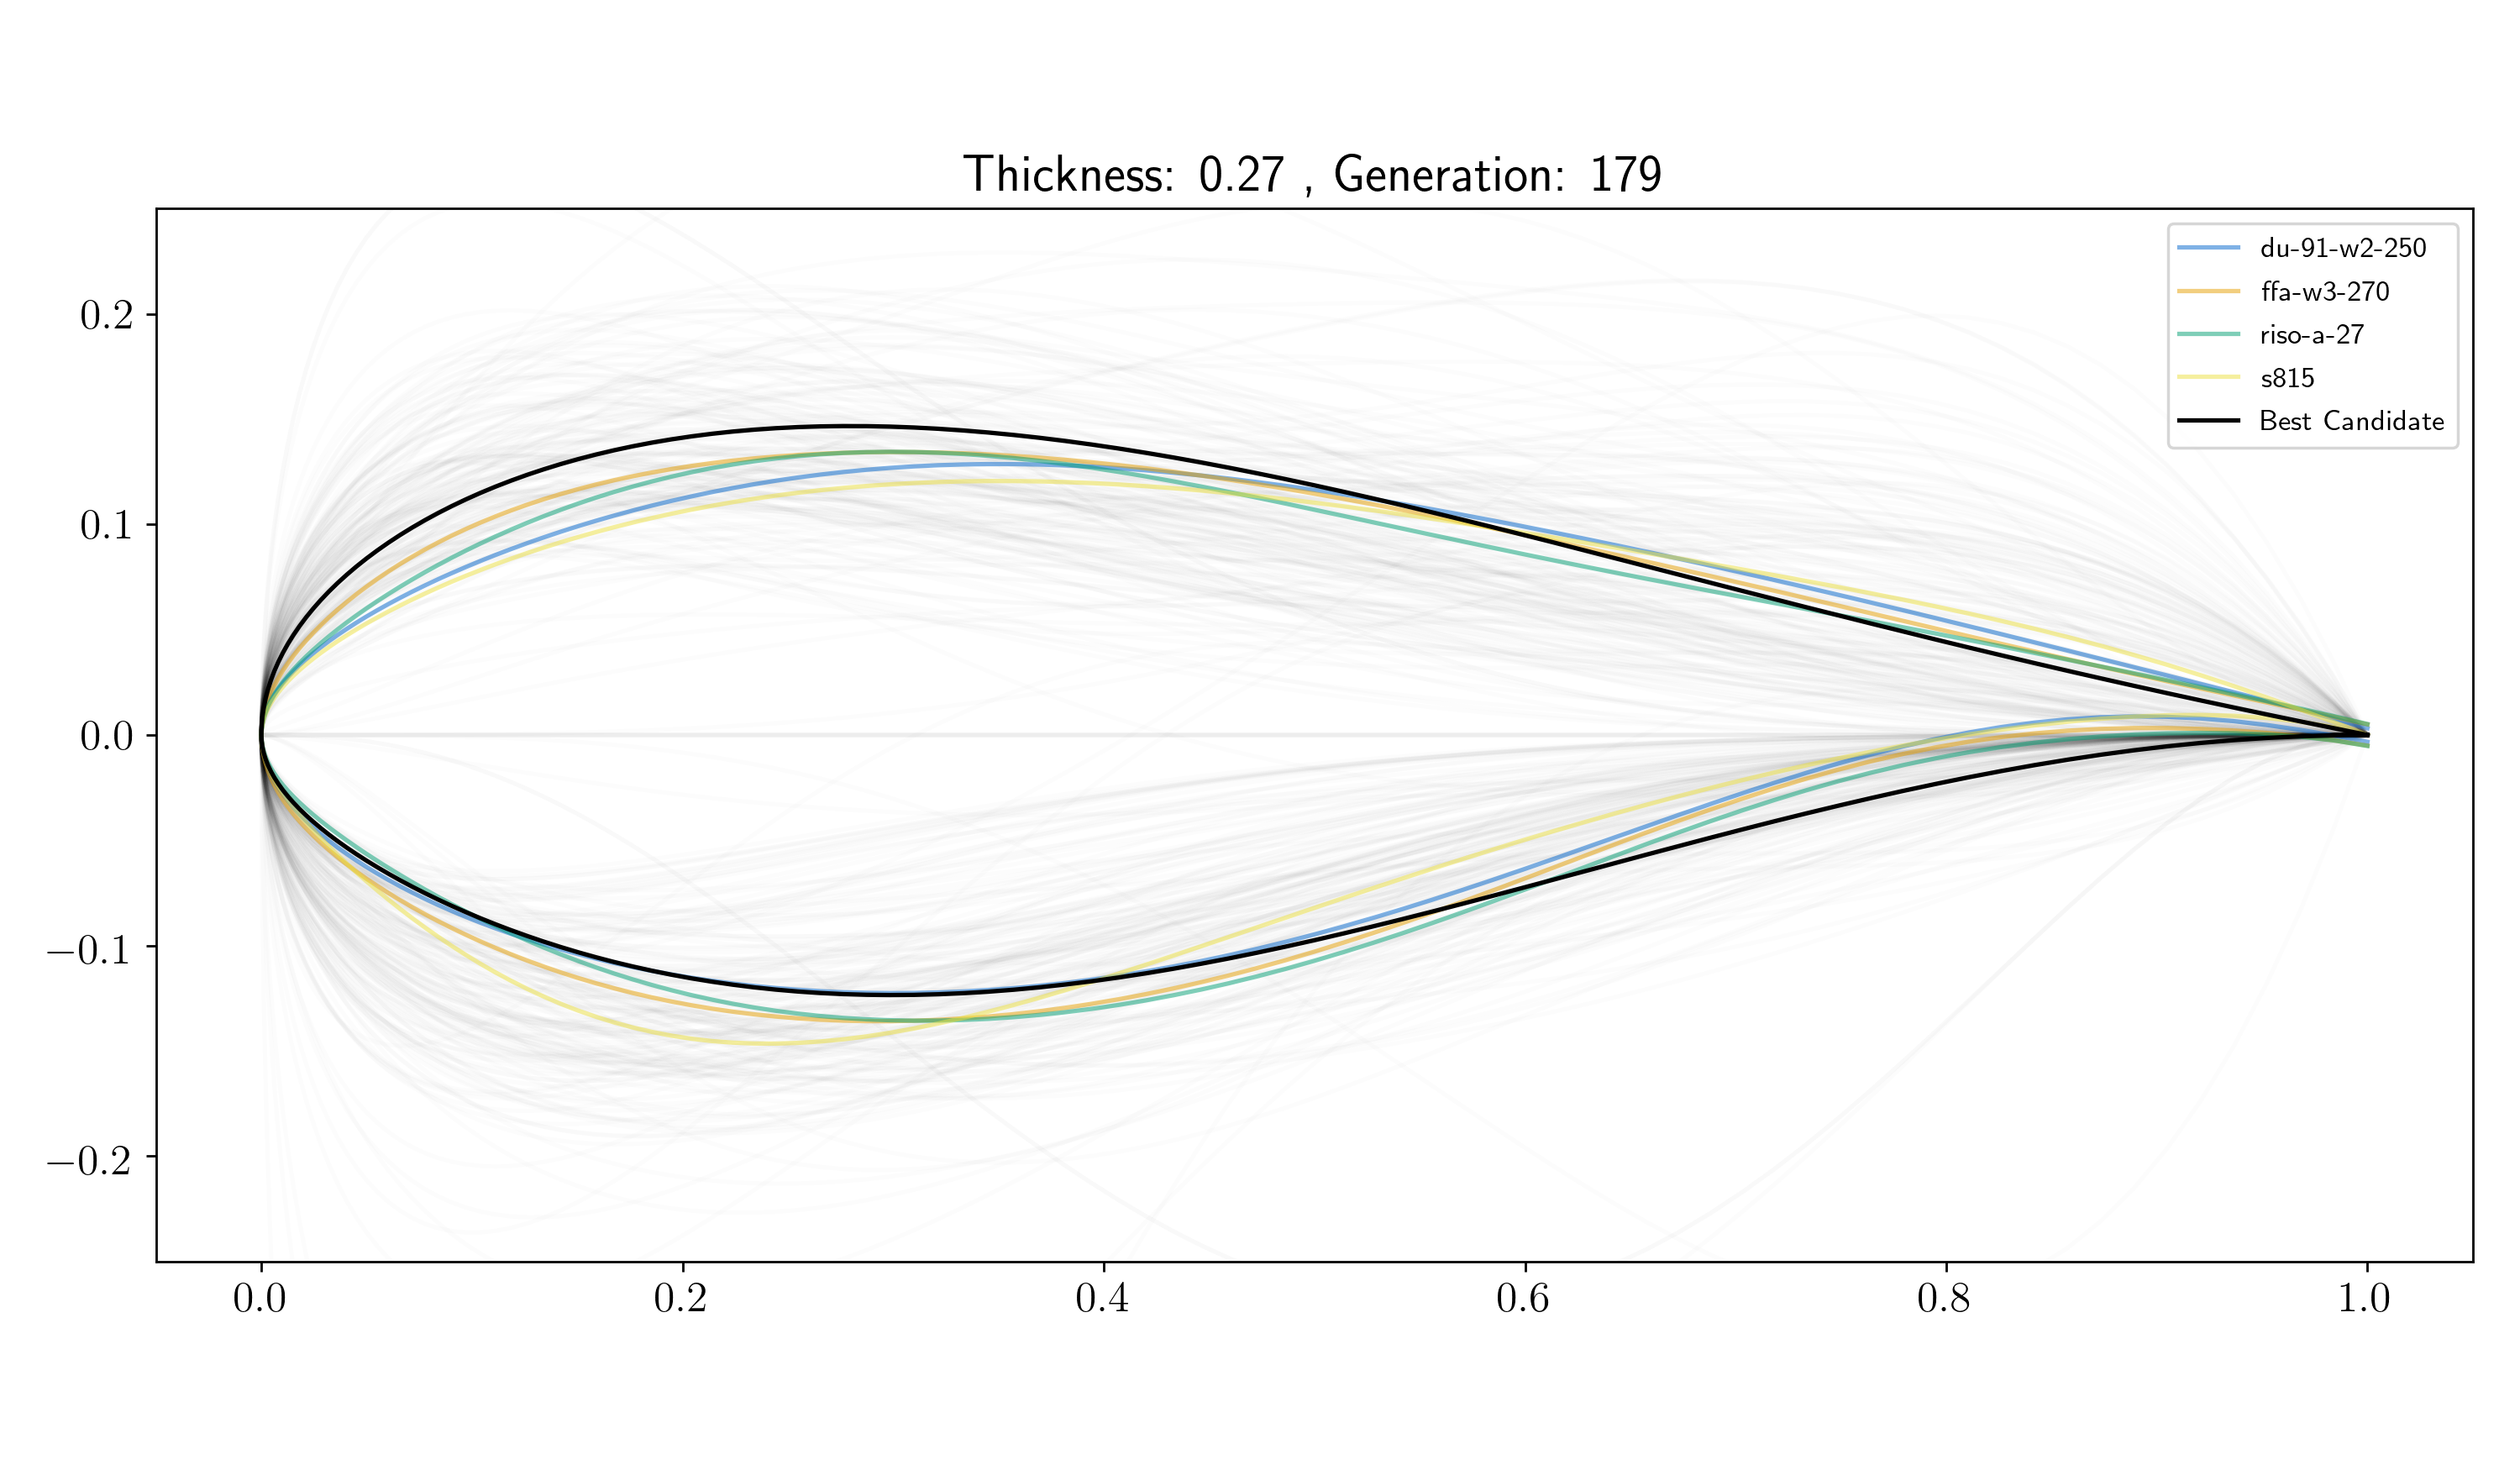 Thickness: 0.27 , Generation: 179
du-91-w2-250
ffa-w3-270
riso-a-27
s815
Best Candidate
0.2
0.1
0.0
−0.1
−0.2
0.0 0.2 0.4 0.6 0.8 1.0